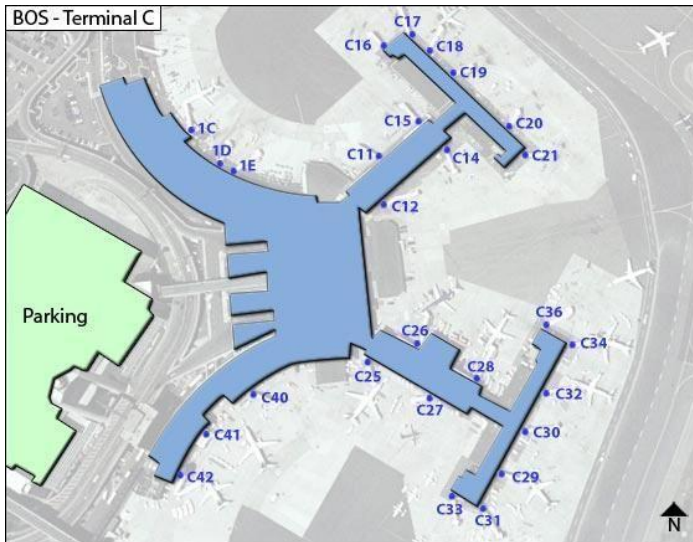 BOS - Terminal C
C17
C16
C18
C19
1C
C15
C20
1D
C11
C14
C21
1E
C12
Parking
C36
C26
C34
C25
C28
C40
C27
C32
C41
C30
C42
C29
C33
C31
N